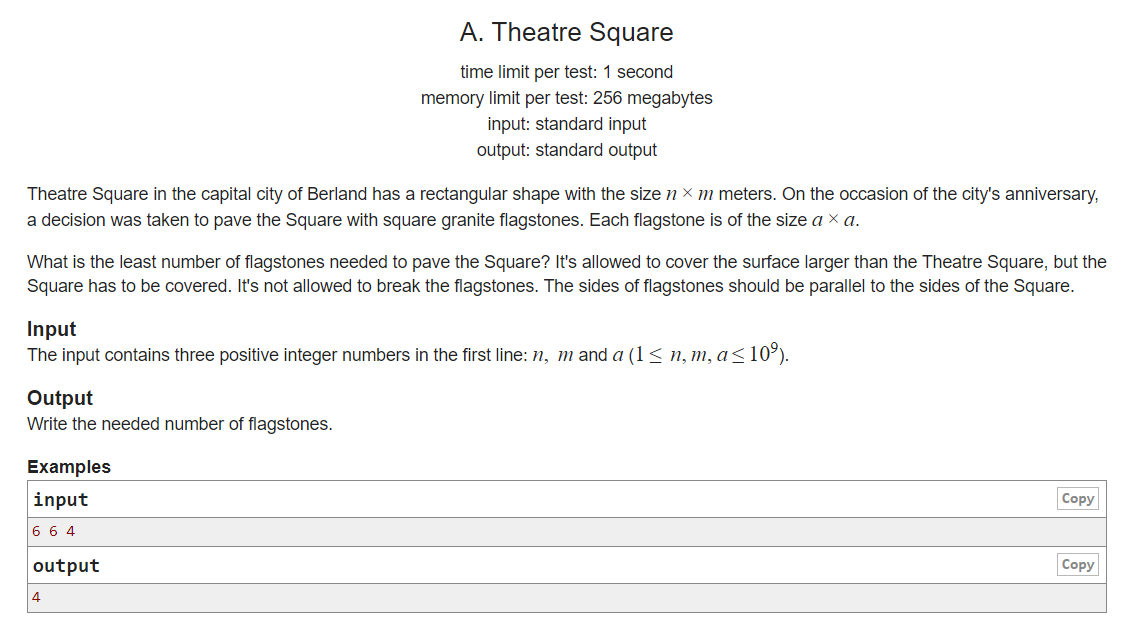 A. Theatre Square
time limit per test: 1 second
memory limit per test: 256 megabytes
input: standard input
output: standard output
Theatre Square in the capital city of Berland has a rectangular shape with the size n × m meters. On the occasion of the city's anniversary,
a decision was taken to pave the Square with square granite flagstones. Each flagstone is of the size a × a.
What is the least number of flagstones needed to pave the Square? It's allowed to cover the surface larger than the Theatre Square, but the
Square has to be covered. It's not allowed to break the flagstones. The sides of flagstones should be parallel to the sides of the Square.
Input
The input contains three positive integer numbers in the first line: n, m and a (1 ≤ n, m, a ≤ 10⁹).
Output
Write the needed number of flagstones.
Examples
input Copy
6 6 4
output Copy
4